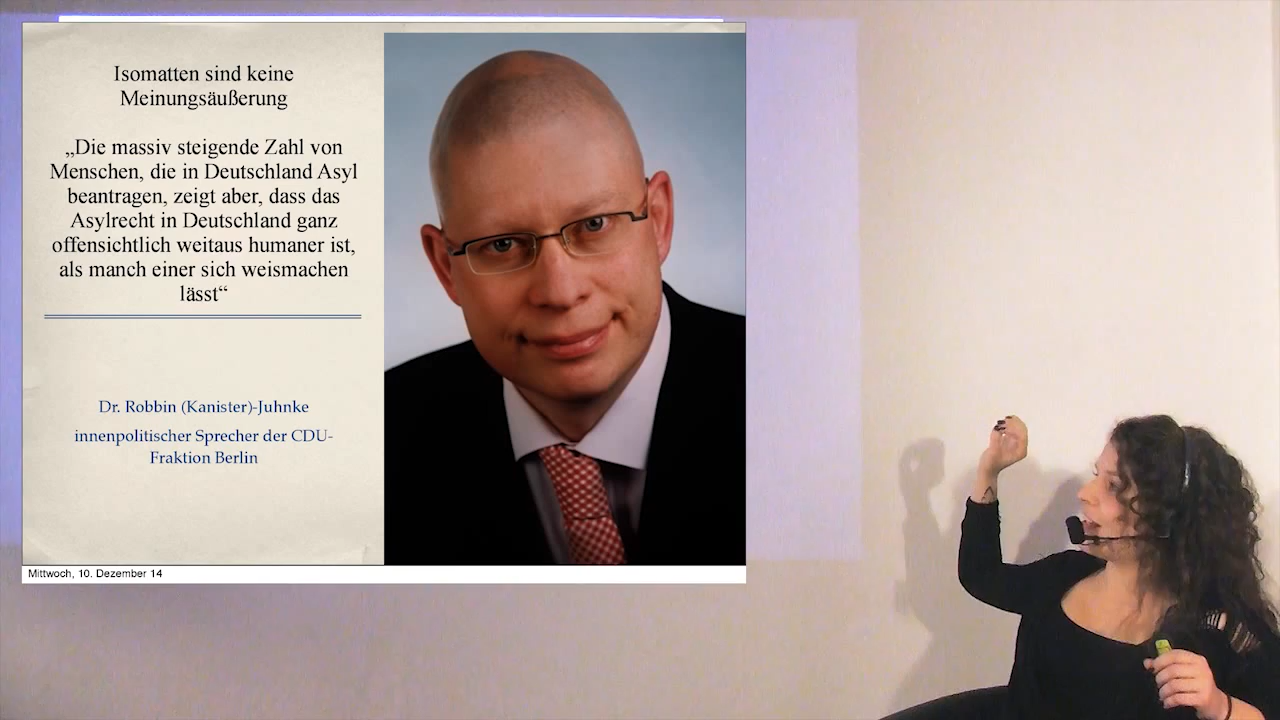 Isomatten sind keine
Meinungsäußerung
„Die massiv steigende Zahl von
Menschen, die in Deutschland Asyl
beantragen, zeigt aber, dass das
Asylrecht in Deutschland ganz
offensichtlich weitaus humaner ist,
als manch einer sich weismachen
lässt“
Dr. Robbin (Kanister)-Juhnke
innenpolitischer Sprecher der CDU-
Fraktion Berlin
Mittwoch, 10. Dezember 14